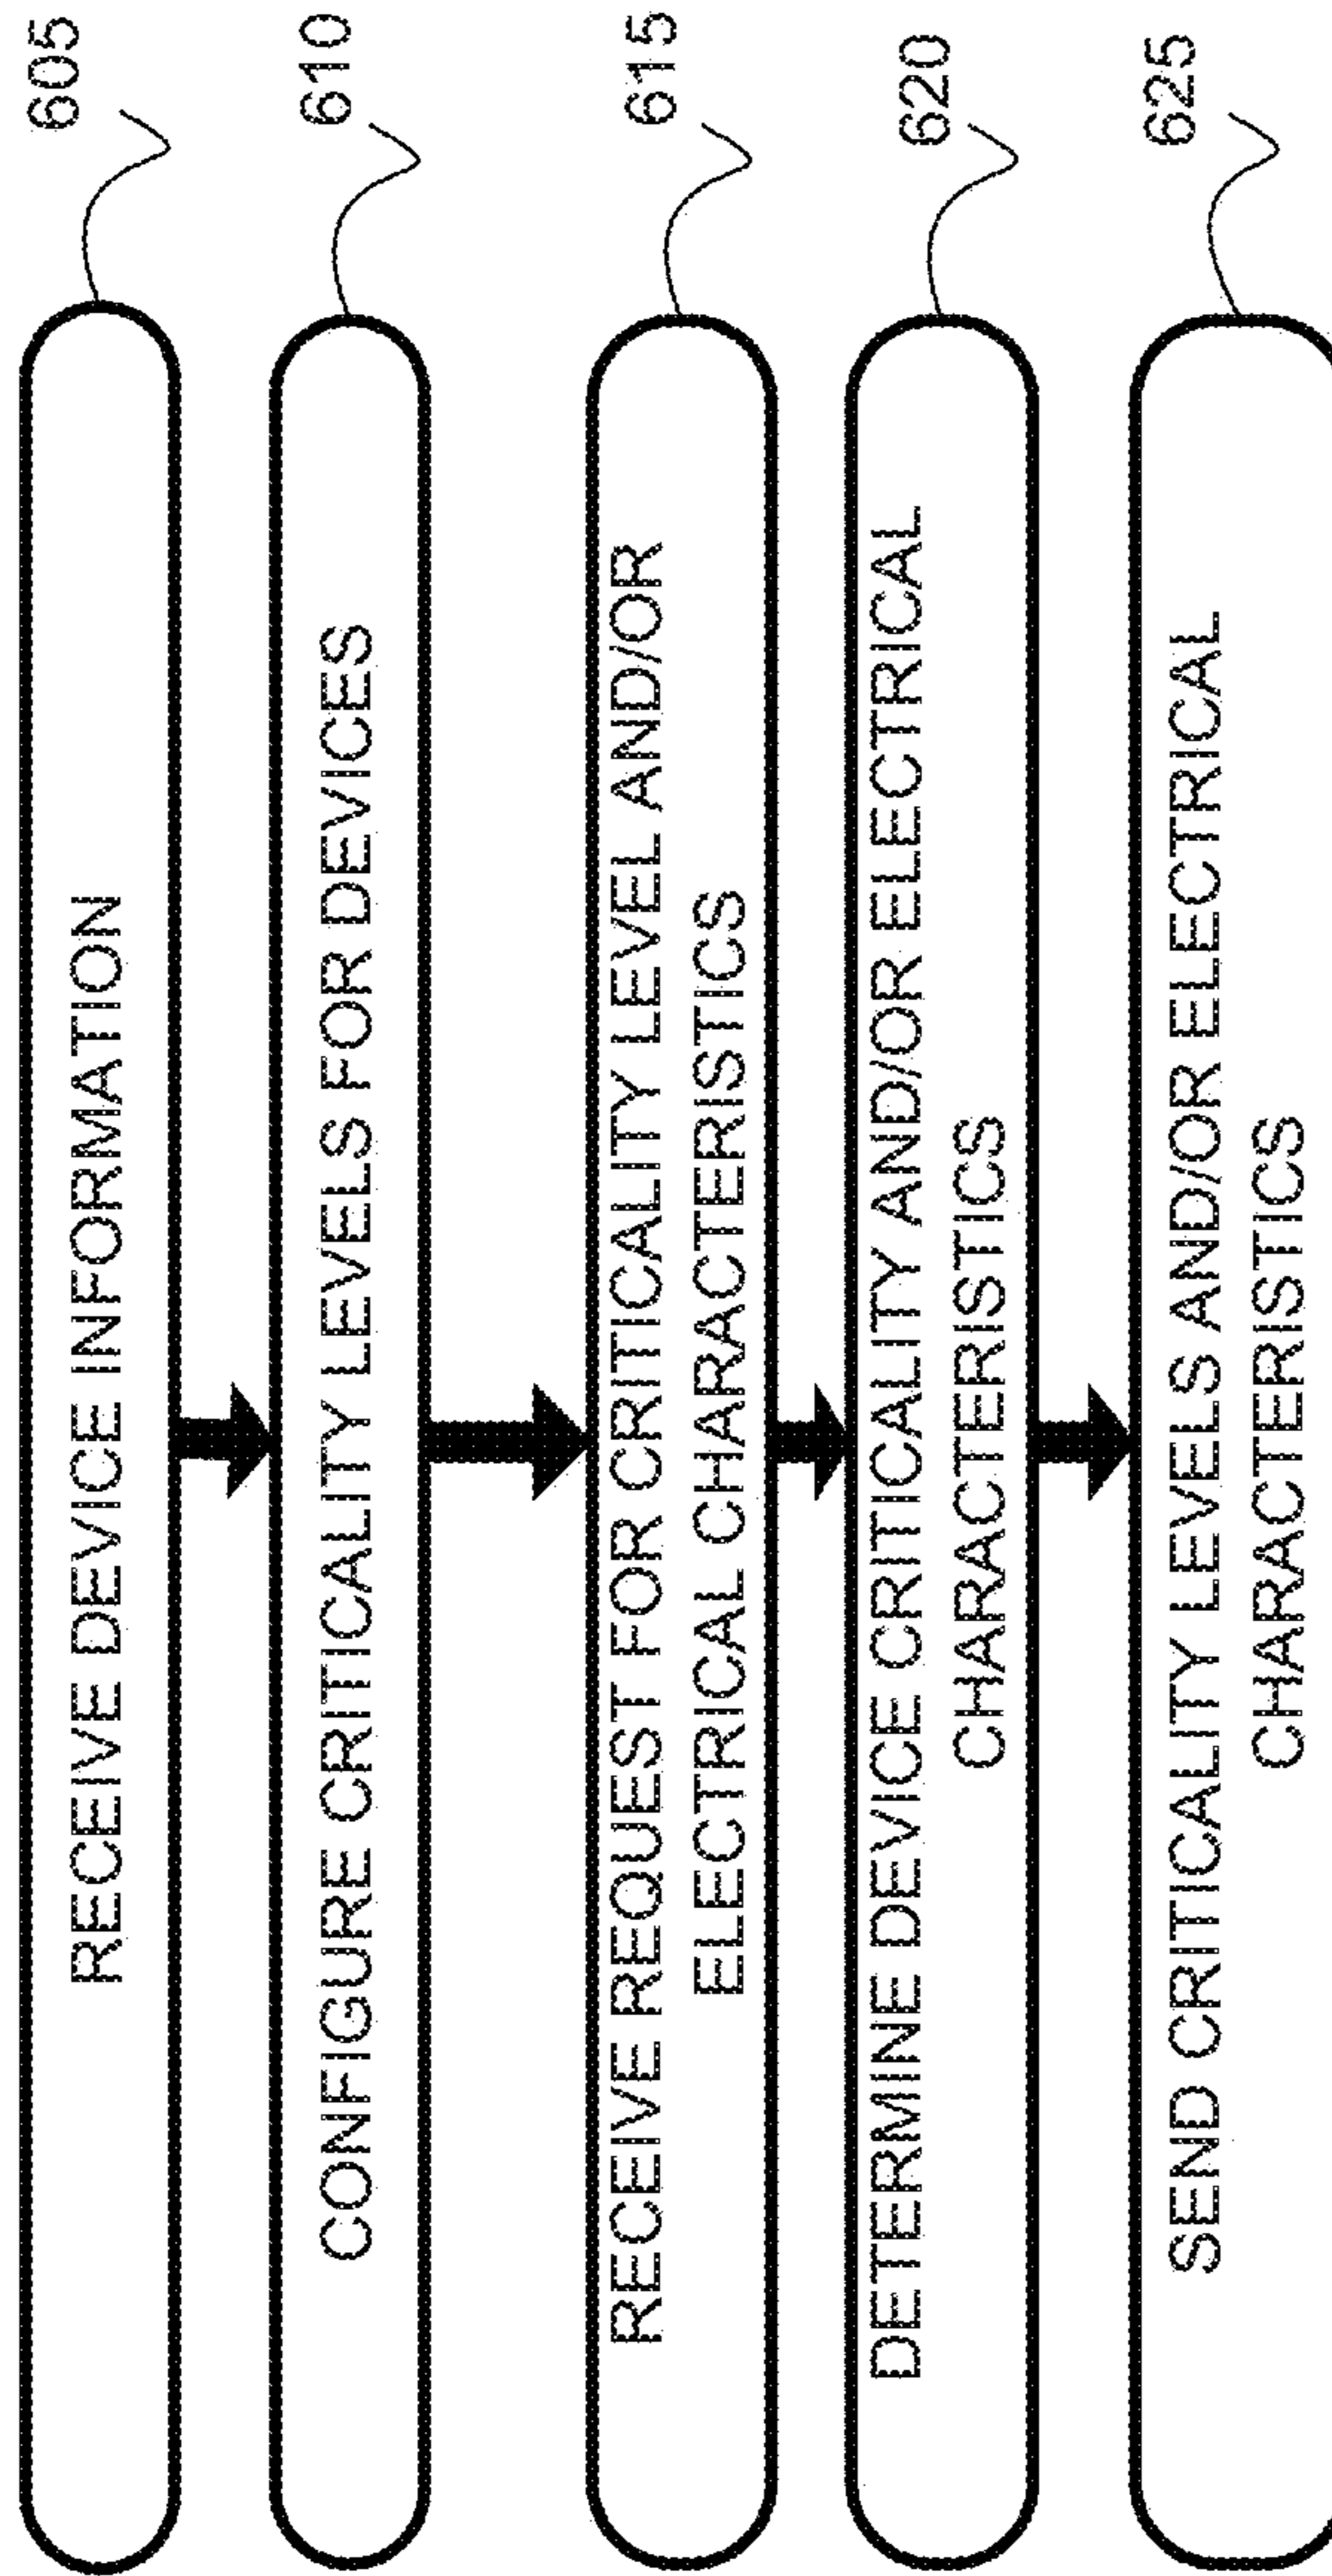 605
RECEIVE DEVICE INFORMATION
610
CONFIGURE CRITICALITY LEVELS FOR DEVICES
615
RECEIVE REQUEST FOR CRITICALITY LEVEL AND/OR
ELECTRICAL CHARACTERISTICS
620
DETERMINE DEVICE CRITICALITY AND/OR ELECTRICAL
CHARACTERISTICS
625
SEND CRITICALITY LEVELS AND/OR ELECTRICAL
CHARACTERISTICS